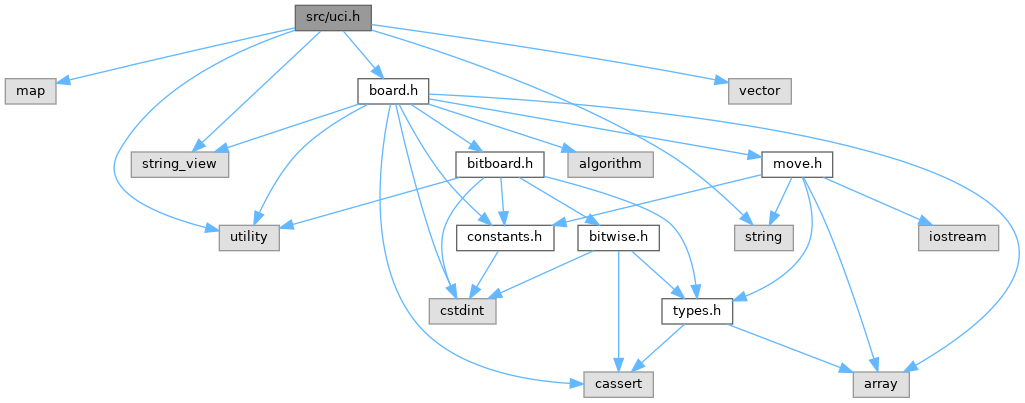 src/uci.h
map
board.h
vector
string_view
bitboard.h
algorithm
move.h
utility
constants.h
bitwise.h
string
iostream
cstdint
types.h
cassert
array